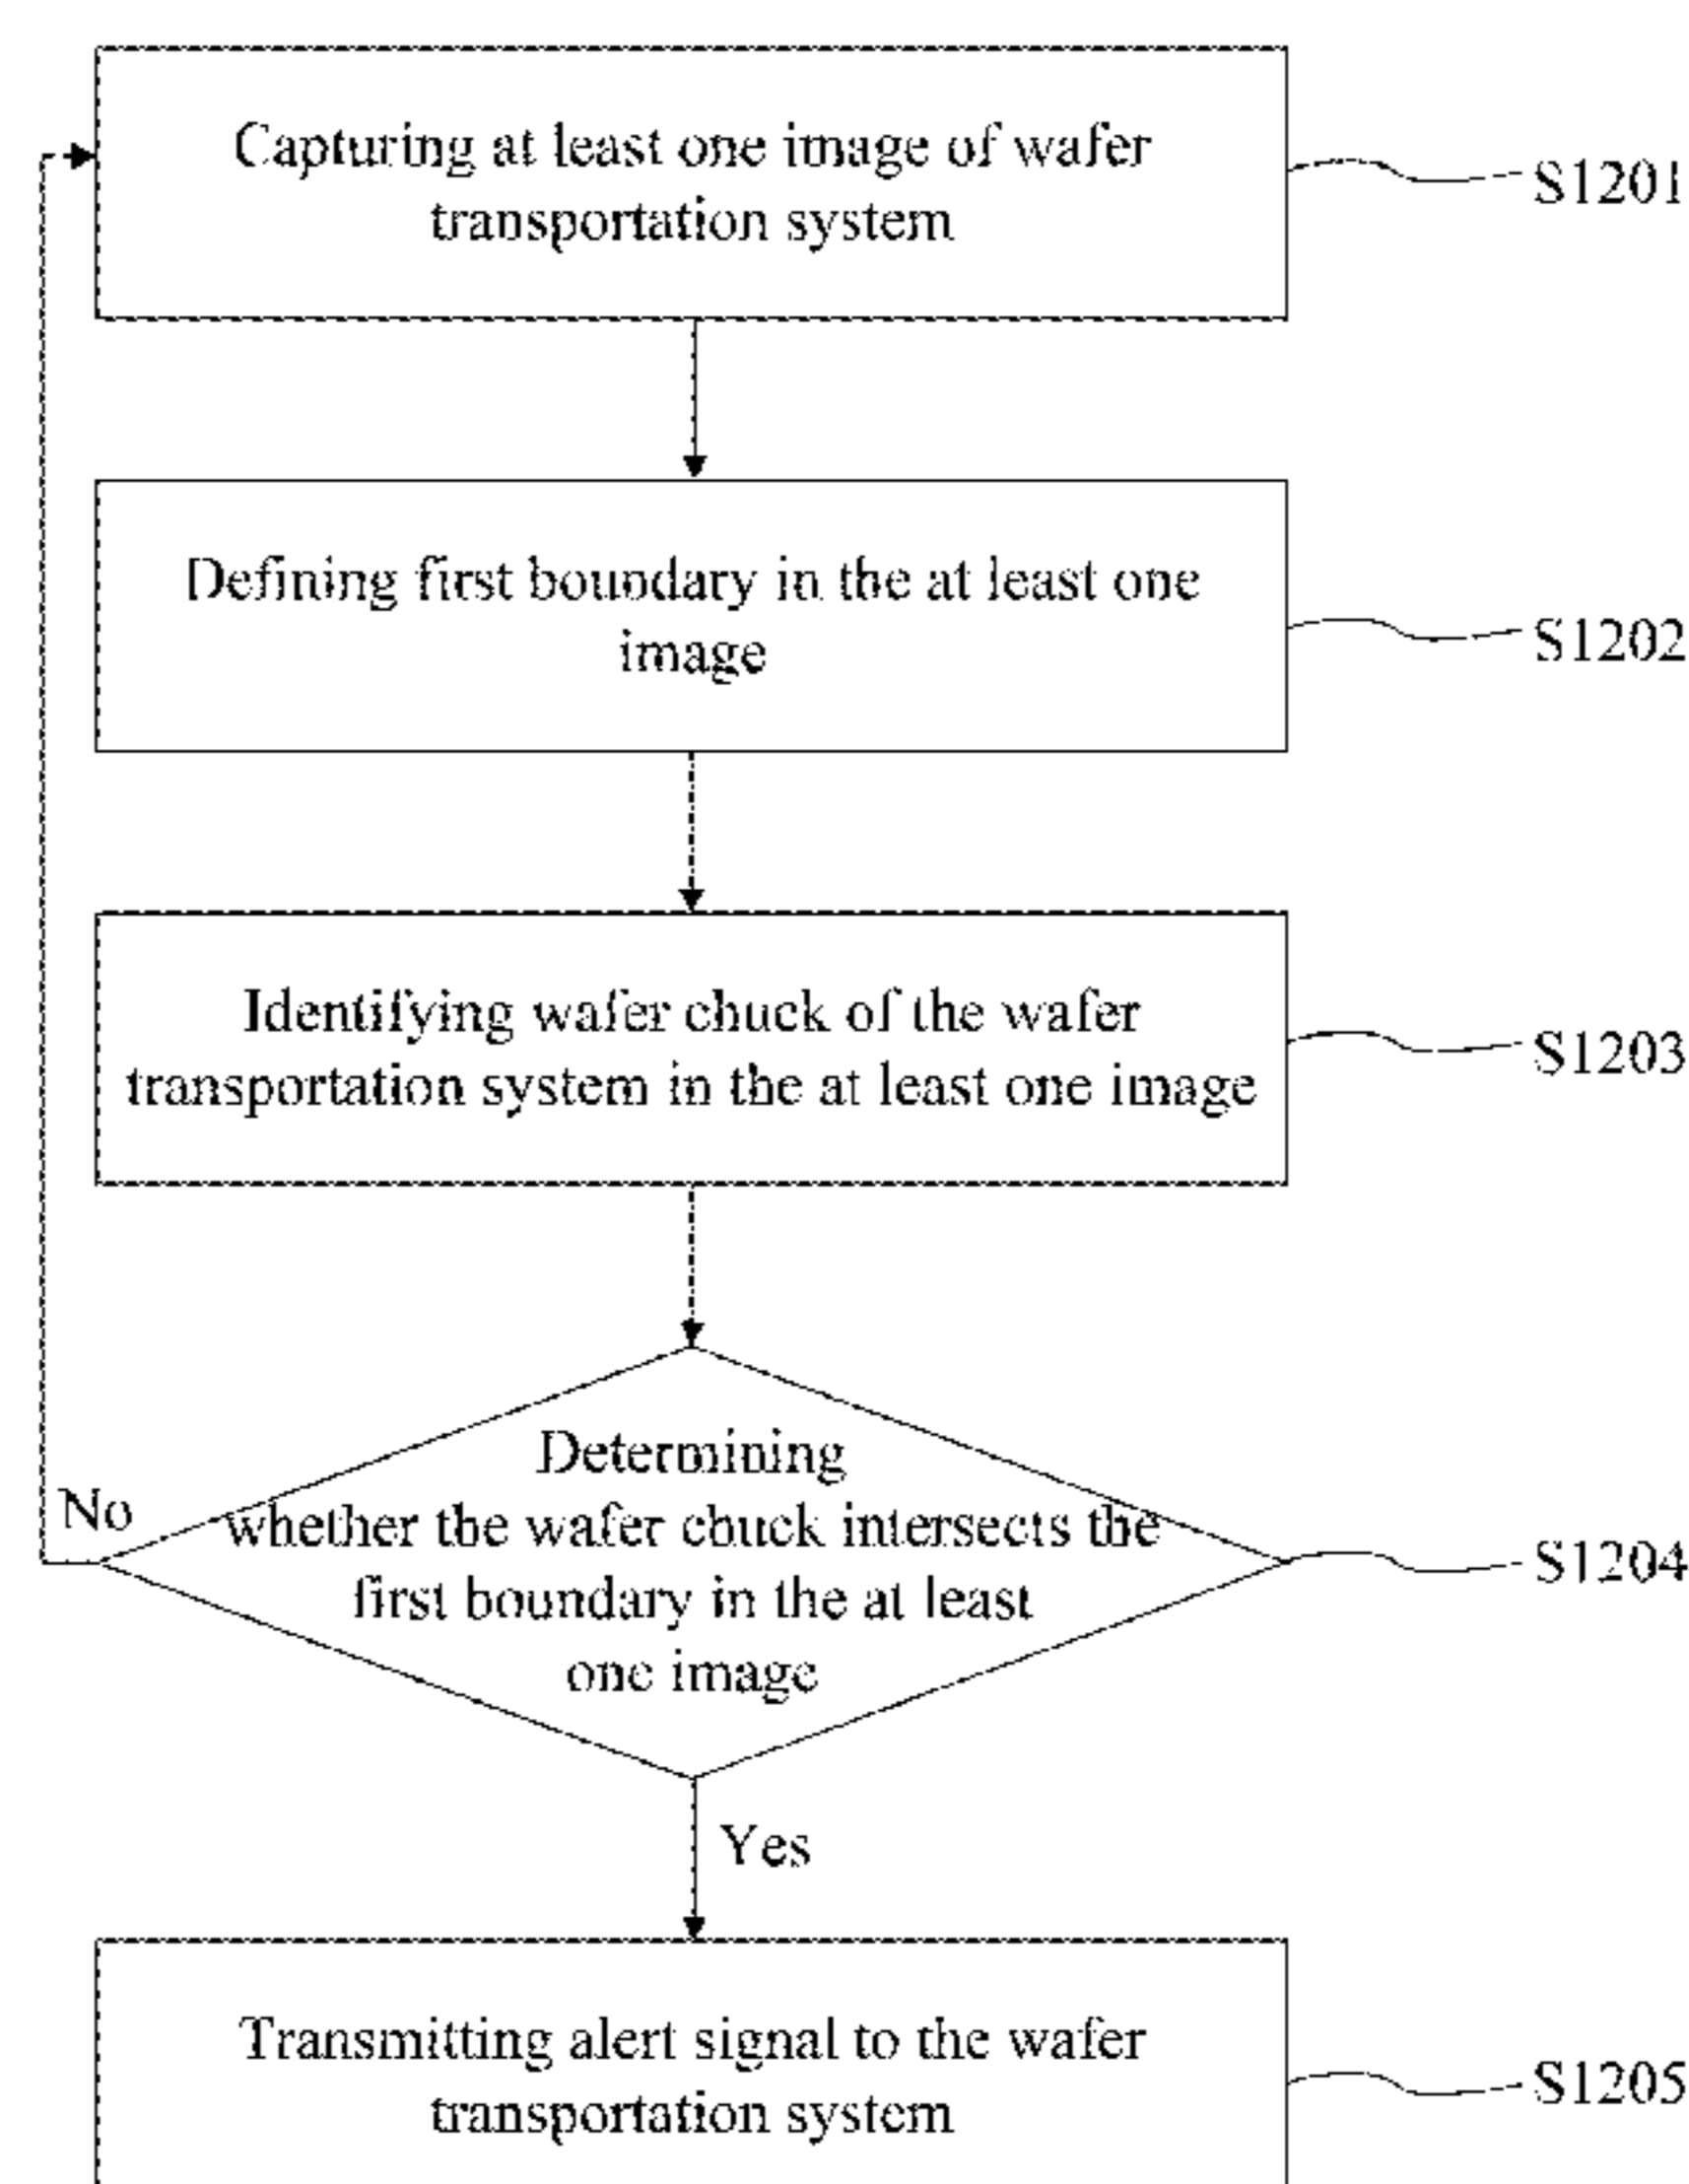 Capturing at least one image of wafer
transportation system
S1201
Defining first boundary in the at least one
image
S1202
Identifying wafer chuck of the wafer
transportation system in the at least one image
S1203
Determining
whether the wafer chuck intersects the
first boundary in the at least
one image
S1204
No
Yes
Transmitting alert signal to the wafer
transportation system
S1205